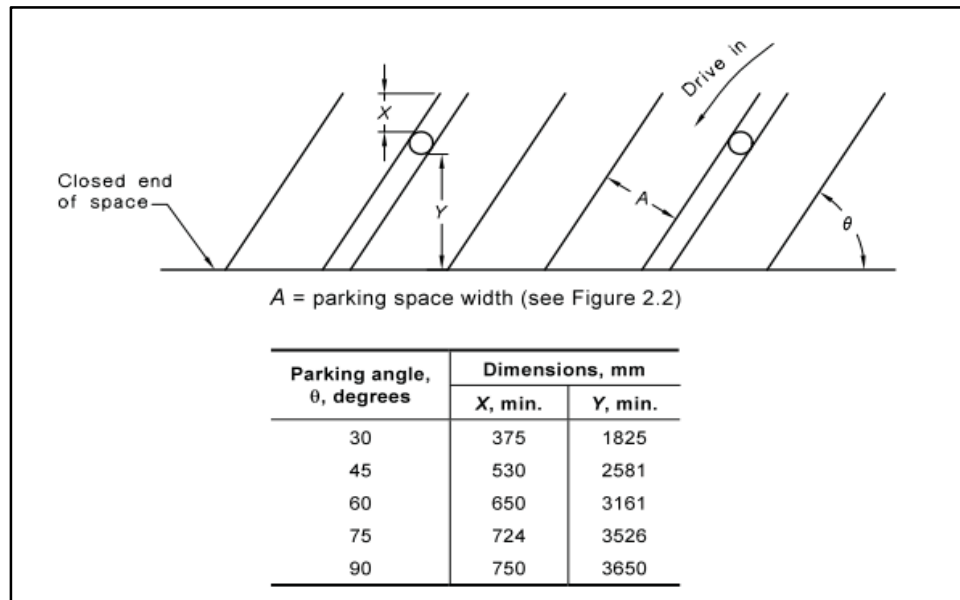 Drive in
X
Closed end
of space
Y
A
θ
A = parking space width (see Figure 2.2)
Parking angle,
θ, degrees
Dimensions, mm
X, min. Y, min.
30 375 1825
45 530 2581
60 650 3161
75 724 3526
90 750 3650